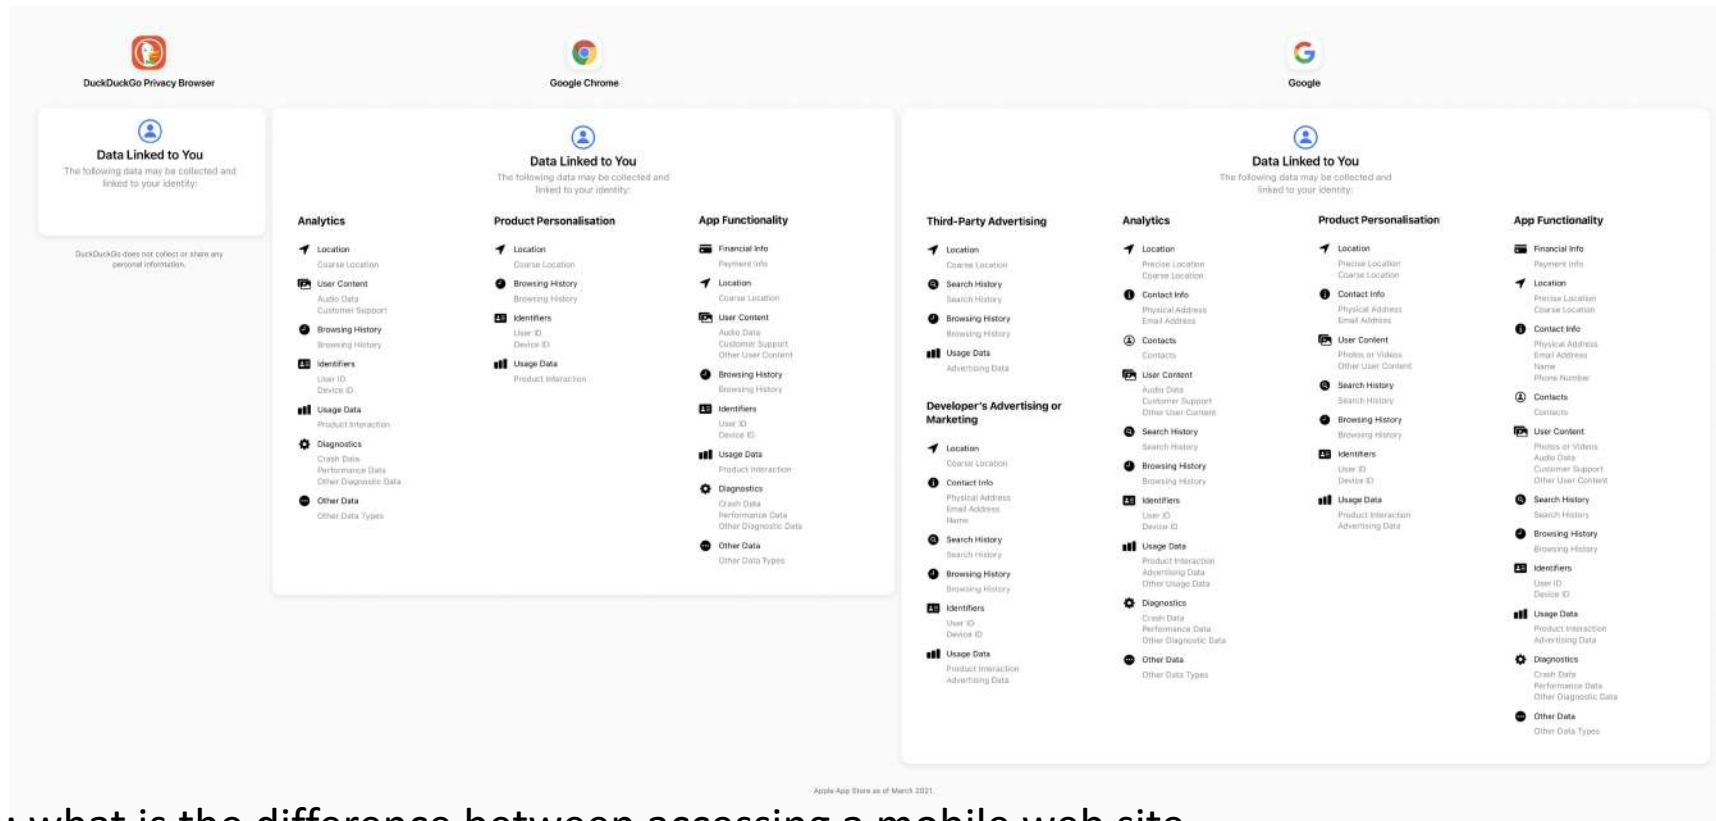 DuckDuckGo Privacy Browser
Data Linked to You
The following data may be collected and
linked to your identity:
DuckDuckGo does not collect or share any
personal information.
Google Chrome
Data Linked to You
The following data may be collected and
linked to your identity:
Analytics
Location
Coarse Location
User Content
Audio Data
Customer Support
Browsing History
Browsing History
Identifiers
User ID
Device ID
Usage Data
Product Interaction
Diagnostics
Crash Data
Performance Data
Other Diagnostic Data
Other Data
Other Data Types
Product Personalisation
Location
Coarse Location
Browsing History
Browsing History
Identifiers
User ID
Device ID
Usage Data
Product Interaction
App Functionality
Financial Info
Payment Info
Location
Coarse Location
User Content
Audio Data
Customer Support
Other User Content
Browsing History
Browsing History
Identifiers
User ID
Device ID
Usage Data
Product Interaction
Diagnostics
Crash Data
Performance Data
Other Diagnostic Data
Other Data
Other Data Types
Google
Data Linked to You
The following data may be collected and
linked to your identity:
Third-Party Advertising
Location
Coarse Location
Search History
Search History
Browsing History
Browsing History
Usage Data
Advertising Data
Developer's Advertising or
Marketing
Location
Coarse Location
Contact Info
Physical Address
Email Address
Name
Search History
Search History
Browsing History
Browsing History
Identifiers
User ID
Device ID
Usage Data
Product Interaction
Advertising Data
Analytics
Location
Precise Location
Coarse Location
Contact Info
Physical Address
Email Address
Contacts
Contacts
User Content
Audio Data
Customer Support
Other User Content
Search History
Search History
Browsing History
Browsing History
Identifiers
User ID
Device ID
Usage Data
Product Interaction
Advertising Data
Other Usage Data
Diagnostics
Crash Data
Performance Data
Other Diagnostic Data
Other Data
Other Data Types
Product Personalisation
Location
Precise Location
Coarse Location
Contact Info
Physical Address
Email Address
User Content
Photos or Videos
Other User Content
Search History
Search History
Browsing History
Browsing History
Identifiers
User ID
Device ID
Usage Data
Product Interaction
Advertising Data
App Functionality
Financial Info
Payment Info
Location
Precise Location
Coarse Location
Contact Info
Physical Address
Email Address
Name
Phone Number
Contacts
Contacts
User Content
Photos or Videos
Audio Data
Customer Support
Other User Content
Search History
Search History
Browsing History
Browsing History
Identifiers
User ID
Device ID
Usage Data
Product Interaction
Advertising Data
Diagnostics
Crash Data
Performance Data
Other Diagnostic Data
Other Data
Other Data Types
Apple App Store as of March 2021.
: what is the difference between accessing a mobile web site